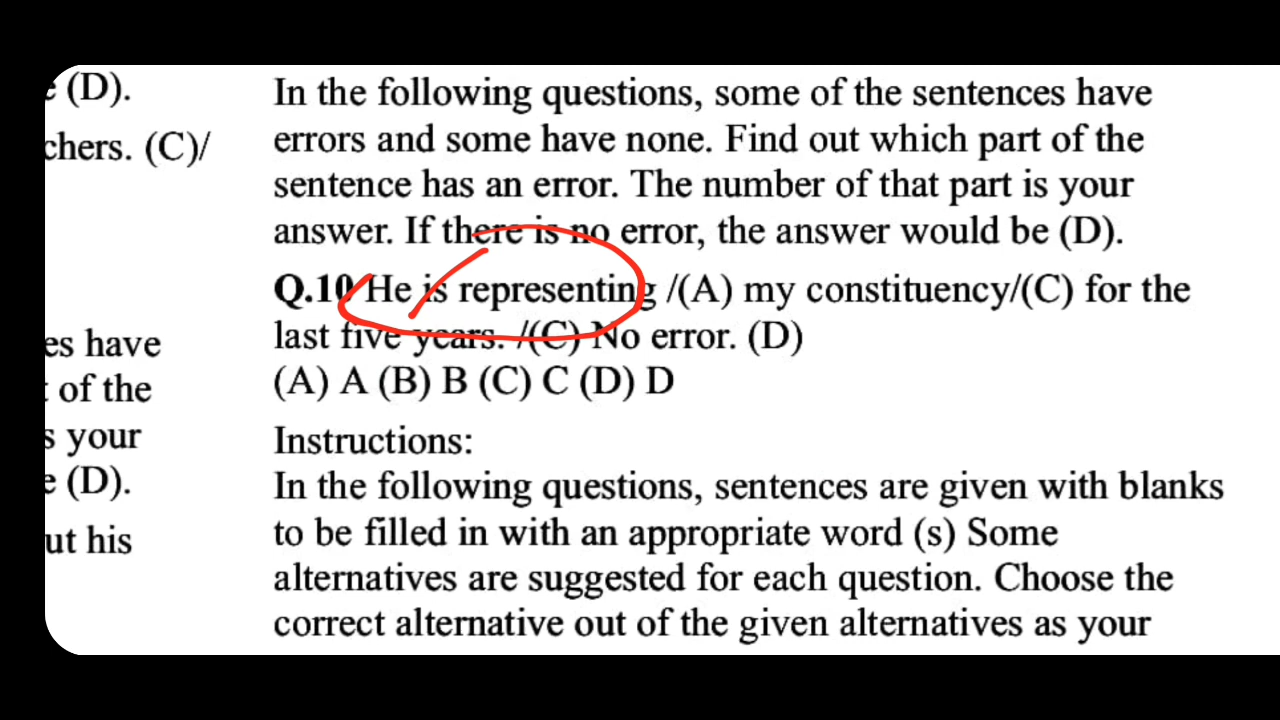 e (D).
chers. (C)/
es have
of the
s your
e (D).
ut his
In the following questions, some of the sentences have
errors and some have none. Find out which part of the
sentence has an error. The number of that part is your
answer. If there is no error, the answer would be (D).
Q.10 He is representing /(A) my constituency/(C) for the
last five years. /(C) No error. (D)
(A) A (B) B (C) C (D) D
Instructions:
In the following questions, sentences are given with blanks
to be filled in with an appropriate word (s) Some
alternatives are suggested for each question. Choose the
correct alternative out of the given alternatives as your